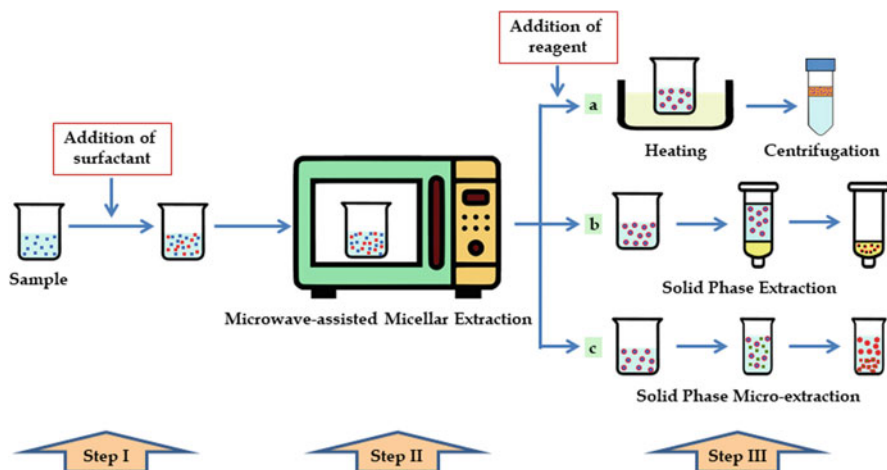 Addition of
reagent
Addition of
surfactant
a
Heating
Centrifugation
b
Sample
Solid Phase Extraction
Microwave-assisted Micellar Extraction
c
Solid Phase Micro-extraction
Step I
Step II
Step III